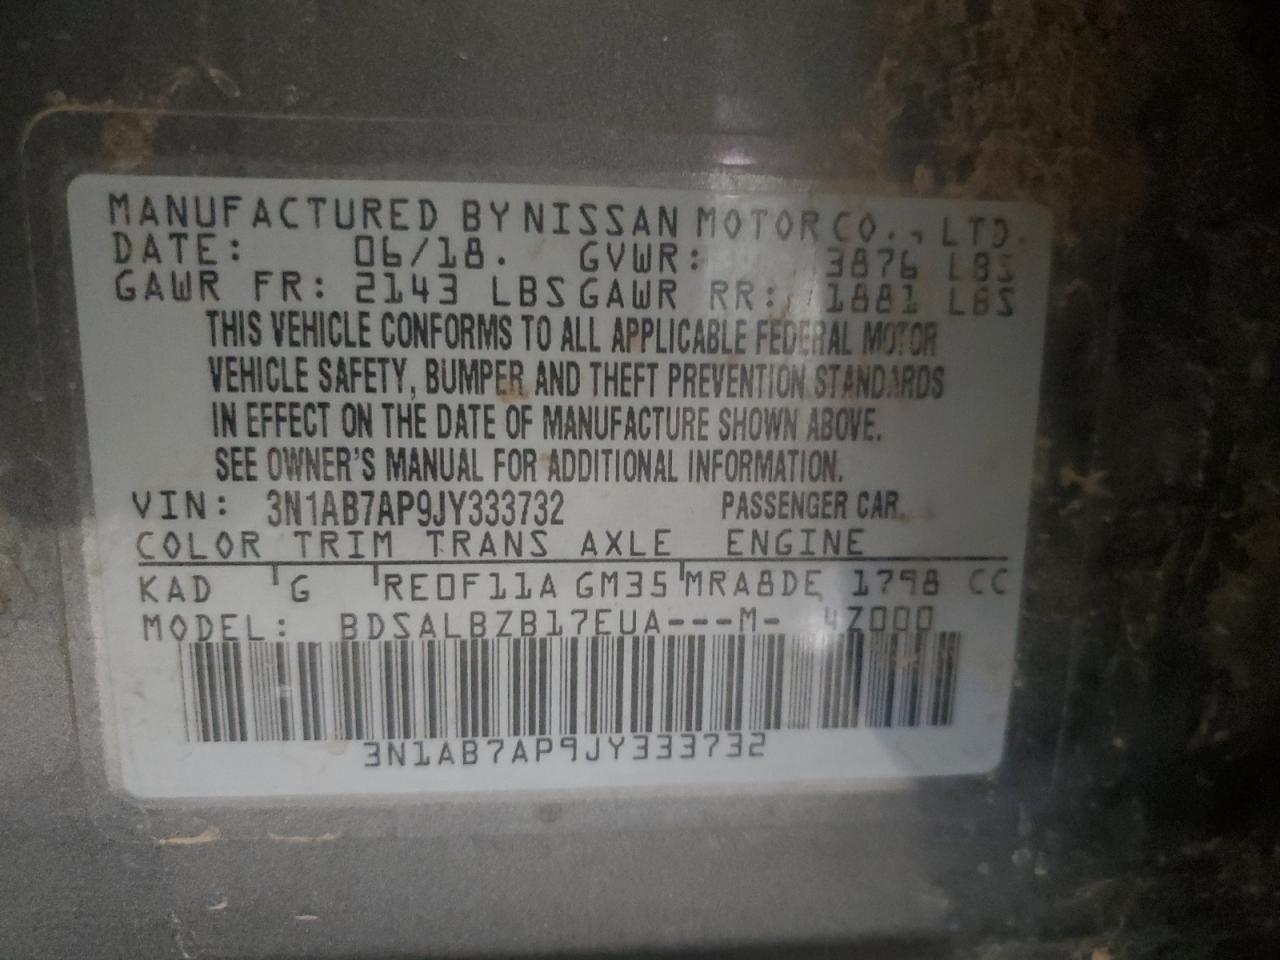 MANUFACTURED BY NISSAN MOTOR CO., LTD.
DATE: 06/18. GVWR: 3876 LBS
GAWR FR: 2143 LBS GAWR RR: 1881 LBS
THIS VEHICLE CONFORMS TO ALL APPLICABLE FEDERAL MOTOR
VEHICLE SAFETY, BUMPER AND THEFT PREVENTION STANDARDS
IN EFFECT ON THE DATE OF MANUFACTURE SHOWN ABOVE.
SEE OWNER'S MANUAL FOR ADDITIONAL INFORMATION.
VIN: 3N1AB7AP9JY333732 PASSENGER CAR.
COLOR TRIM TRANS AXLE ENGINE
KAD G RE0F11A GM35 MRA8DE 1798 CC
MODEL: BDSALBZB17EUA---M- 4Z000
3N1AB7AP9JY333732